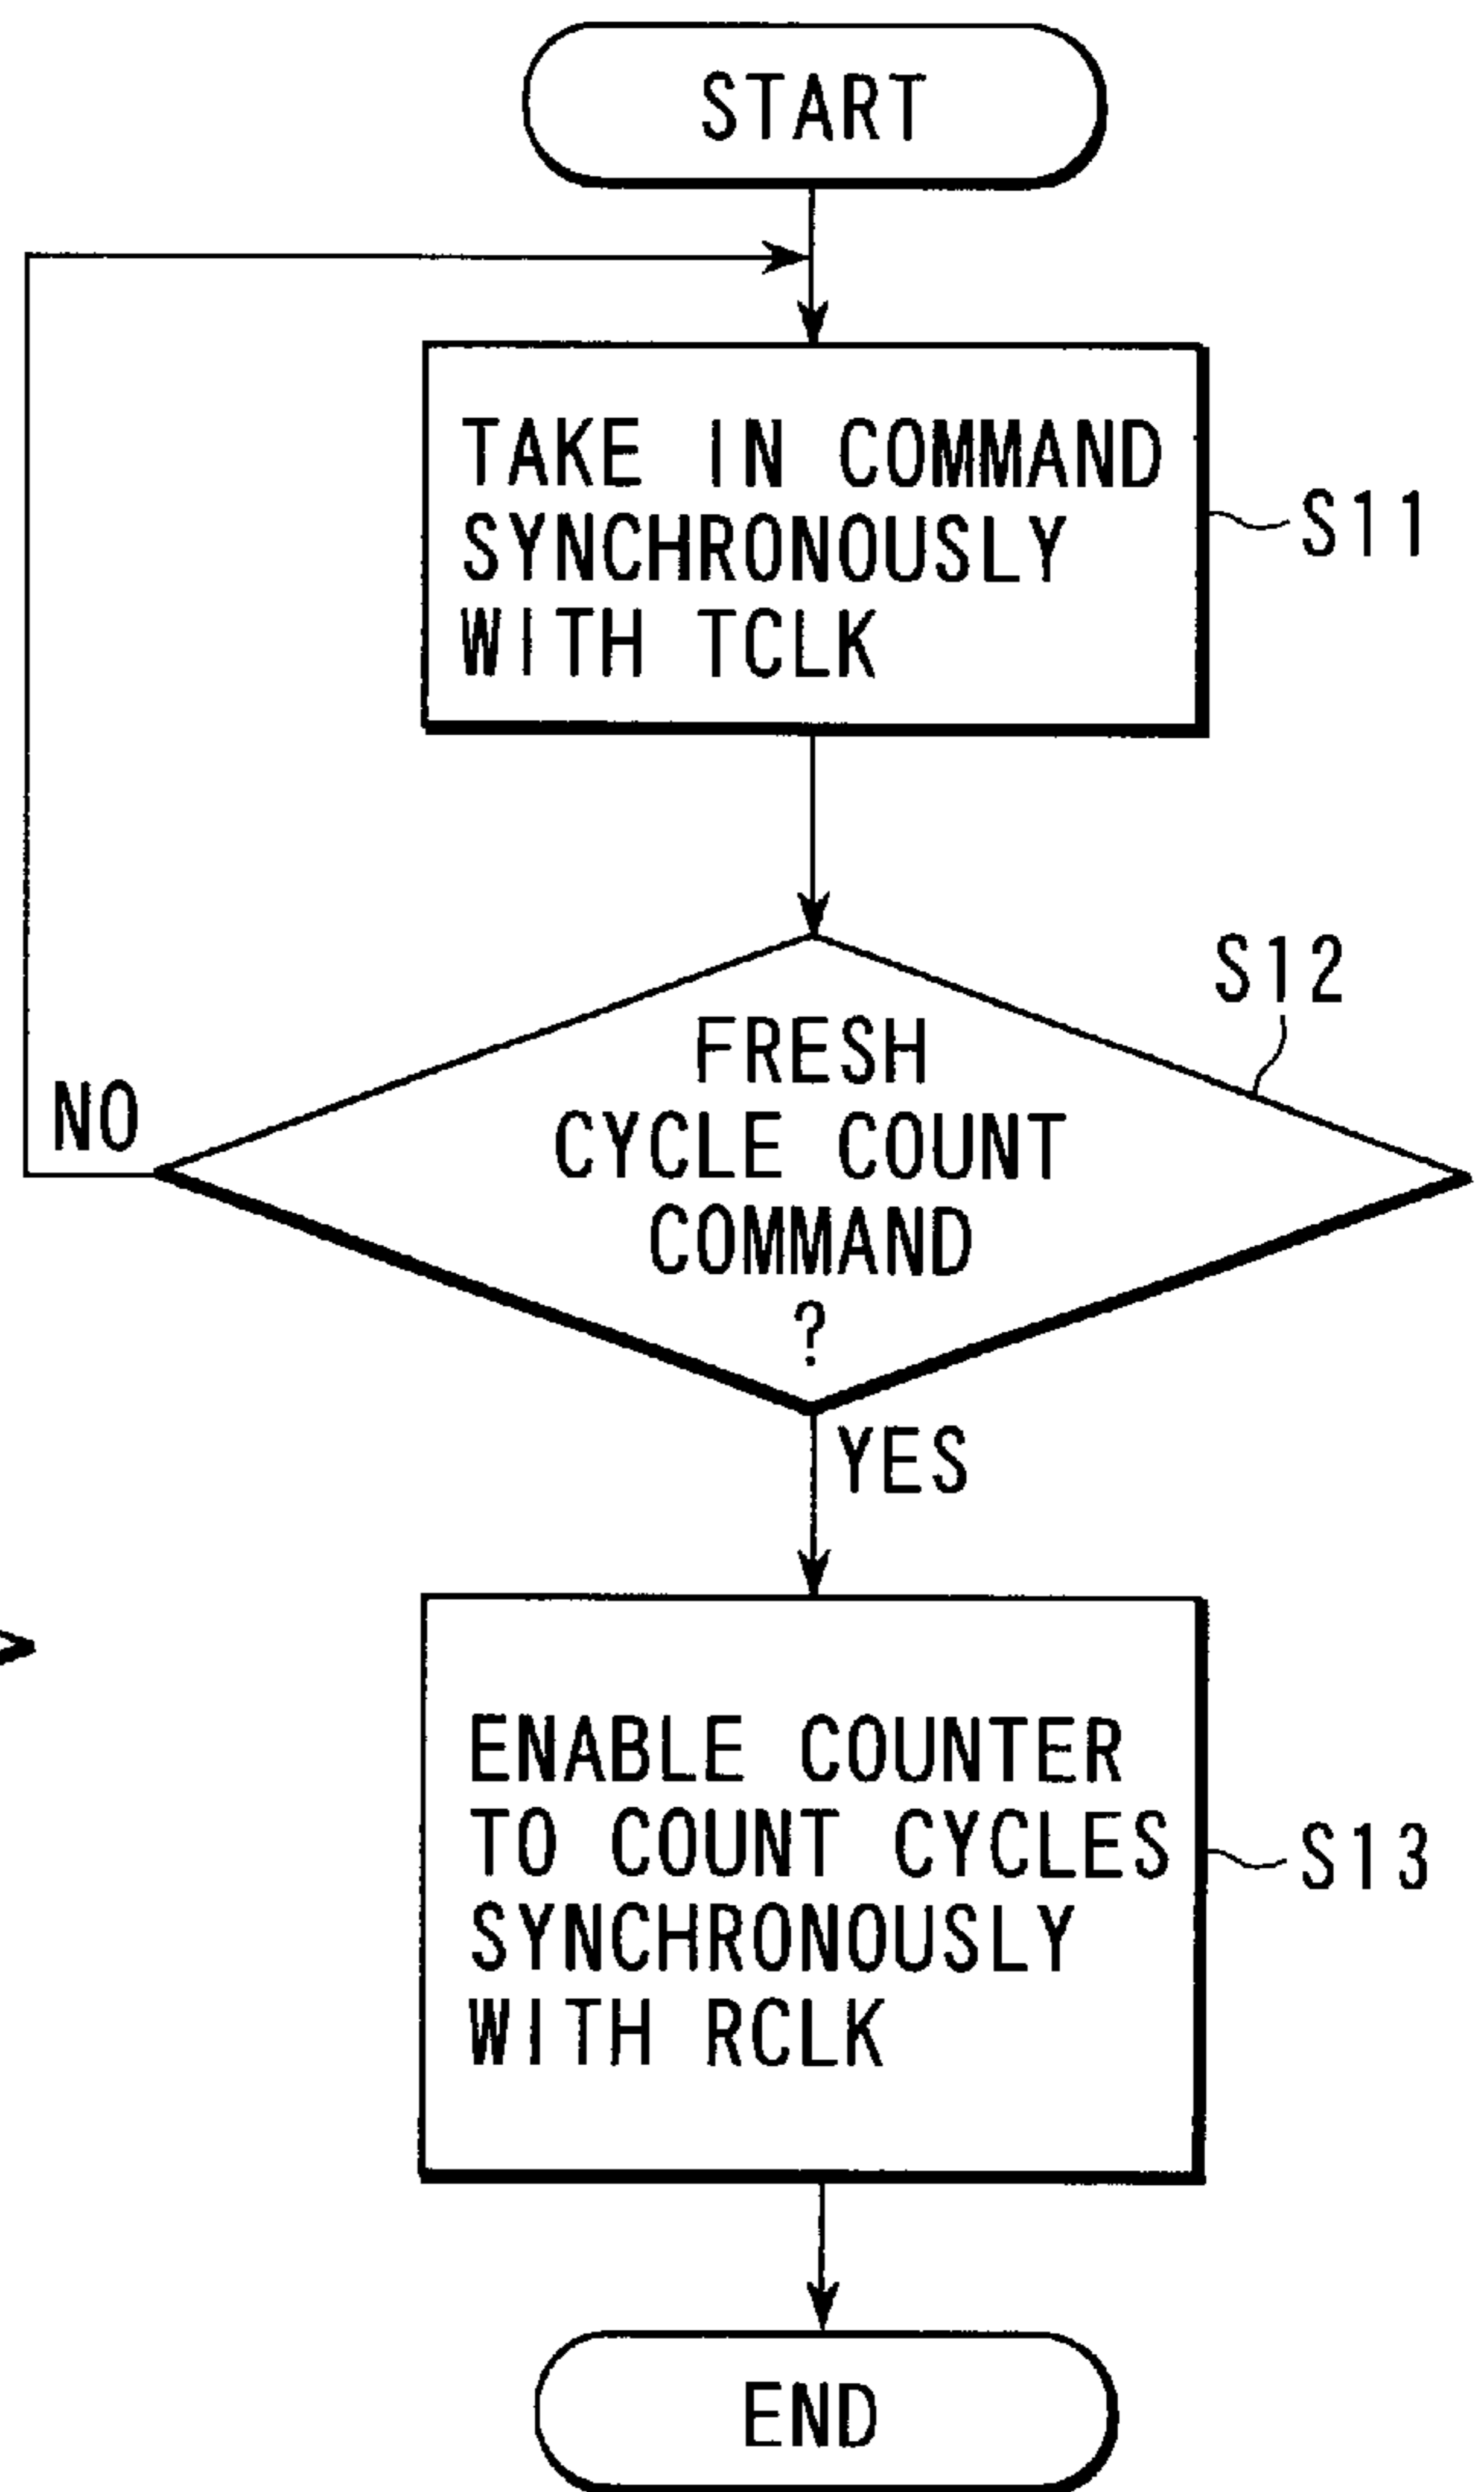 START
TAKE IN COMMAND
SYNCHRONOUSLY
WITH TCLK
S11
S12
FRESH
CYCLE COUNT
COMMAND
?
NO
YES
ENABLE COUNTER
TO COUNT CYCLES
SYNCHRONOUSLY
WITH RCLK
S13
END